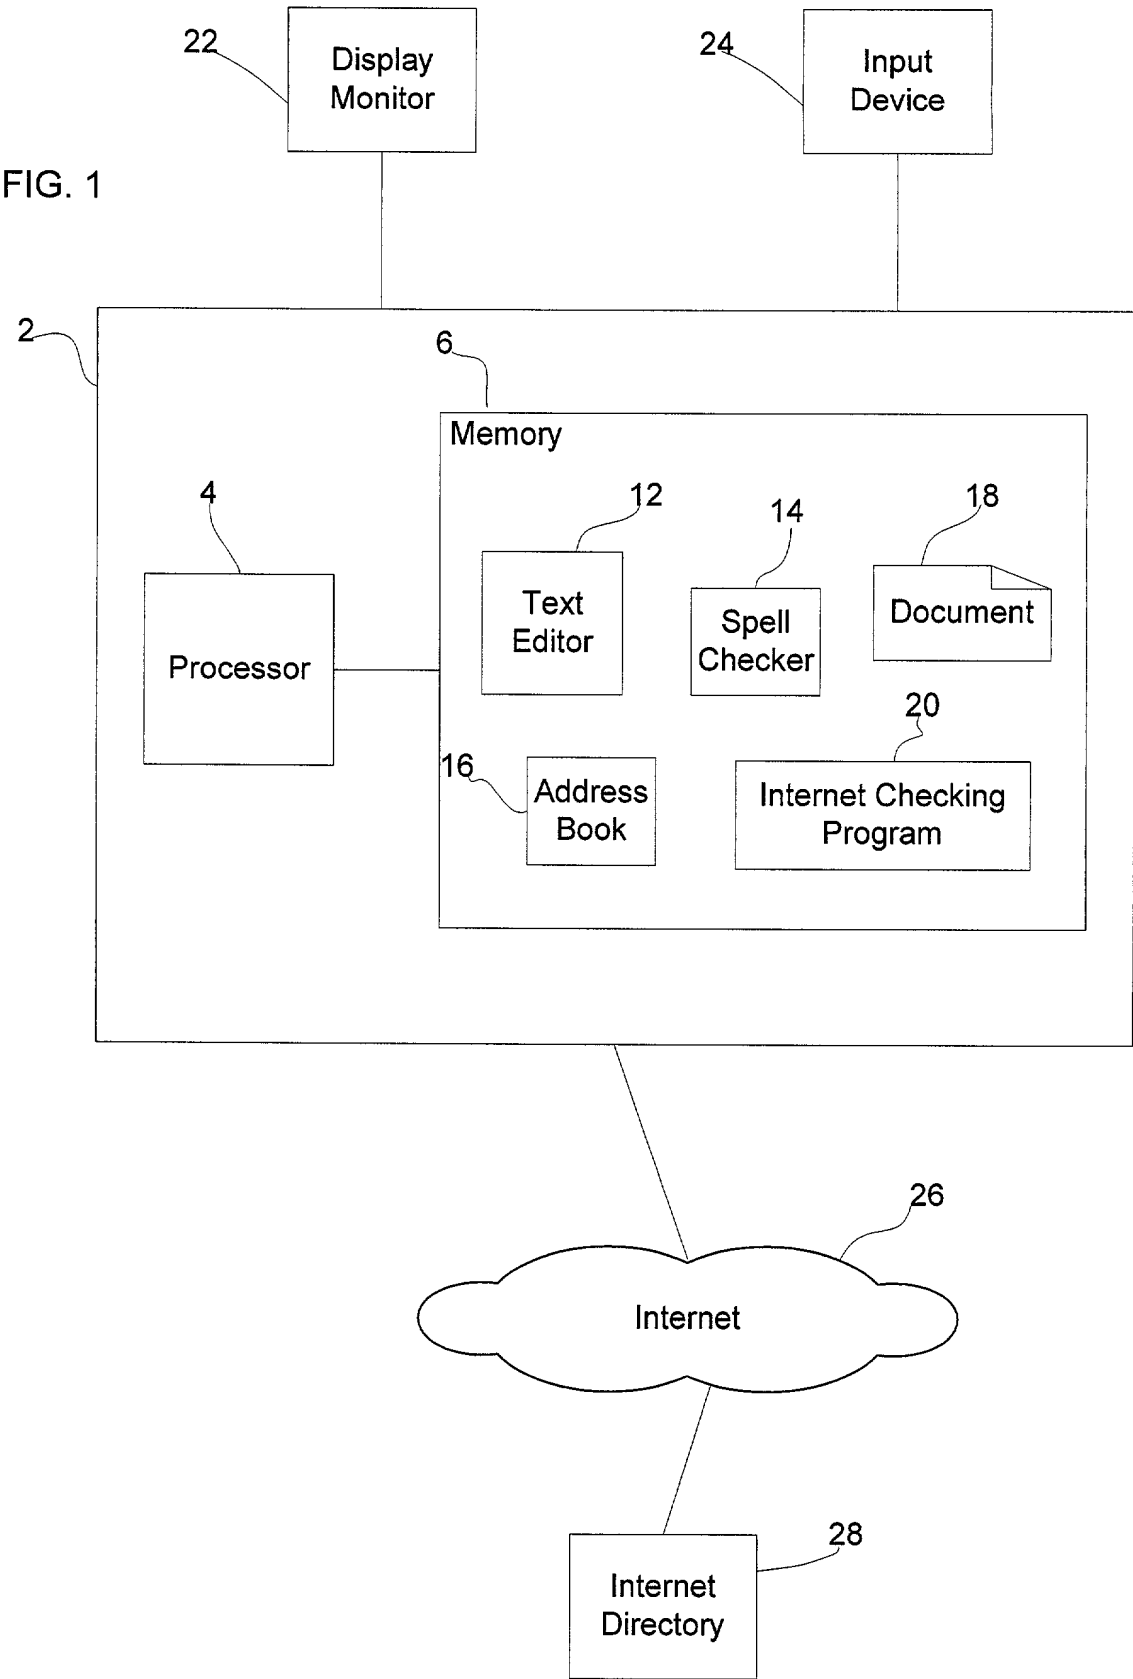 22
Display
Monitor
24
Input
Device
FIG. 1
2
6
Memory
4
Processor
12
Text
Editor
14
Spell
Checker
18
Document
16
Address
Book
20
Internet Checking
Program
26
Internet
28
Internet
Directory